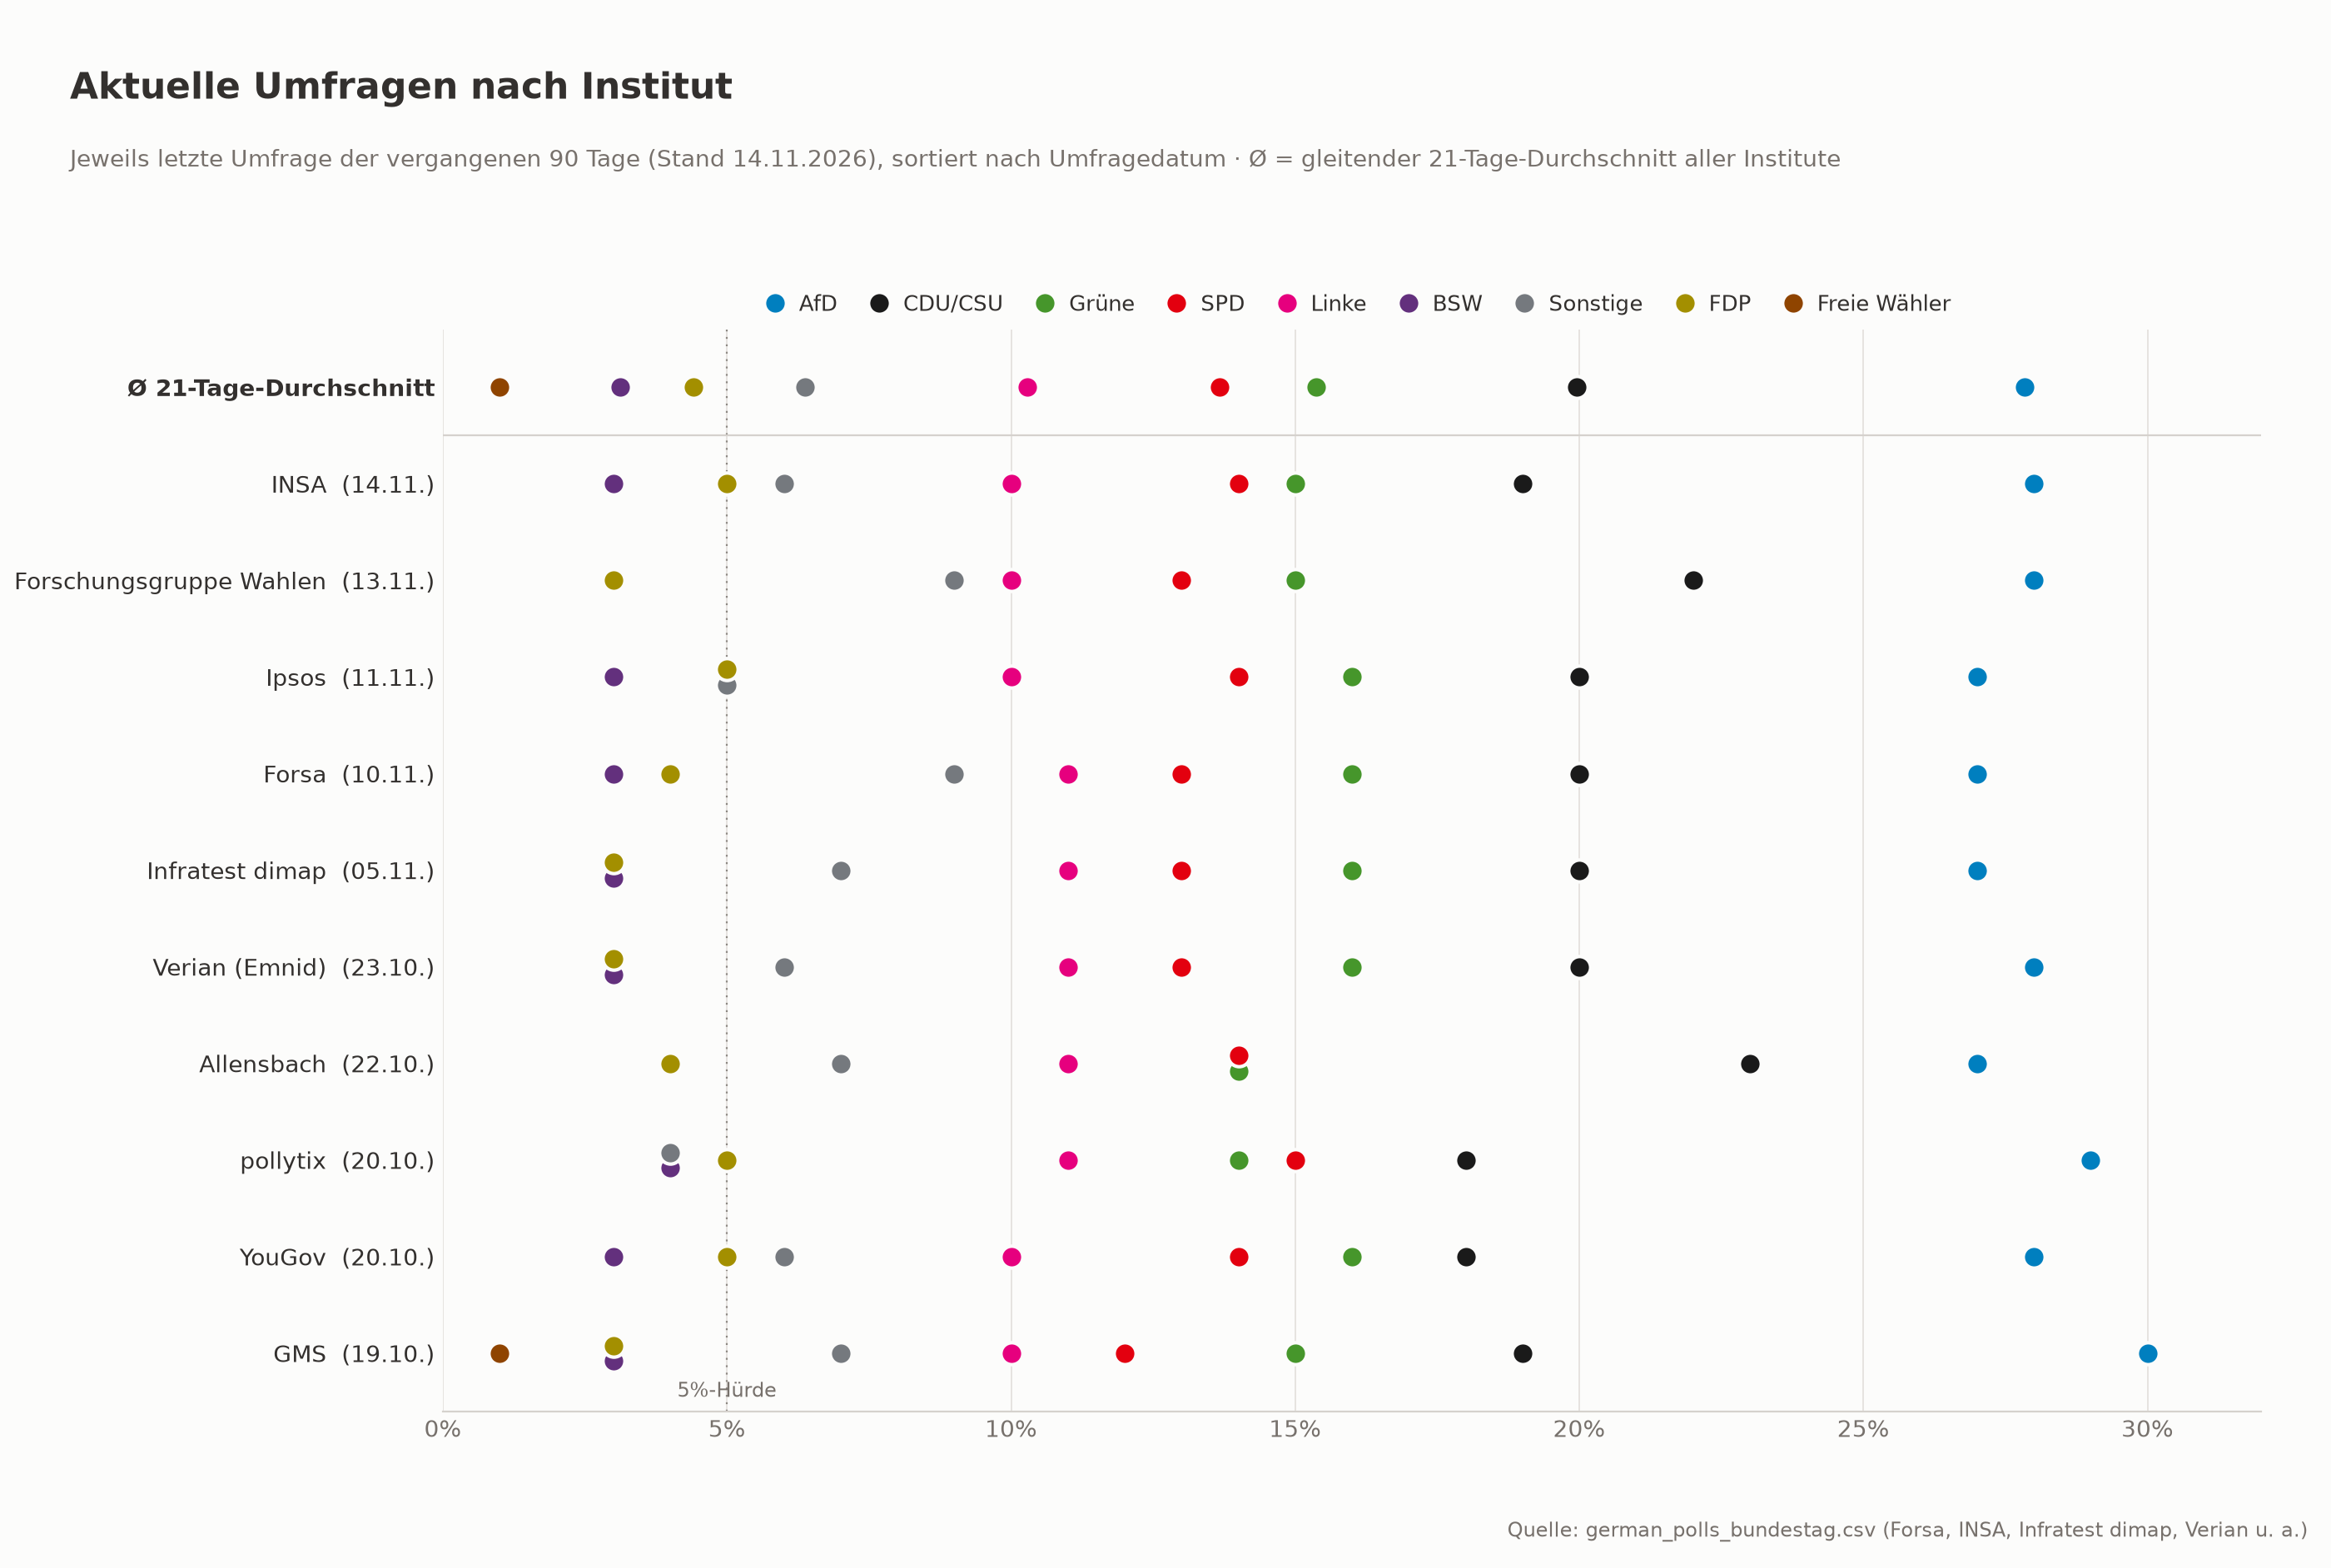 Aktuelle Umfragen nach Institut
Jeweils letzte Umfrage der vergangenen 90 Tage (Stand 14.11.2026), sortiert nach Umfragedatum · Ø = gleitender 21-Tage-Durchschnitt aller Institute
AfD CDU/CSU Grüne SPD Linke BSW Sonstige FDP Freie Wähler
Ø 21-Tage-Durchschnitt
INSA (14.11.)
Forschungsgruppe Wahlen (13.11.)
Ipsos (11.11.)
Forsa (10.11.)
Infratest dimap (05.11.)
Verian (Emnid) (23.10.)
Allensbach (22.10.)
pollytix (20.10.)
YouGov (20.10.)
GMS (19.10.)
5%-Hürde
0% 5% 10% 15% 20% 25% 30%
Quelle: german_polls_bundestag.csv (Forsa, INSA, Infratest dimap, Verian u. a.)